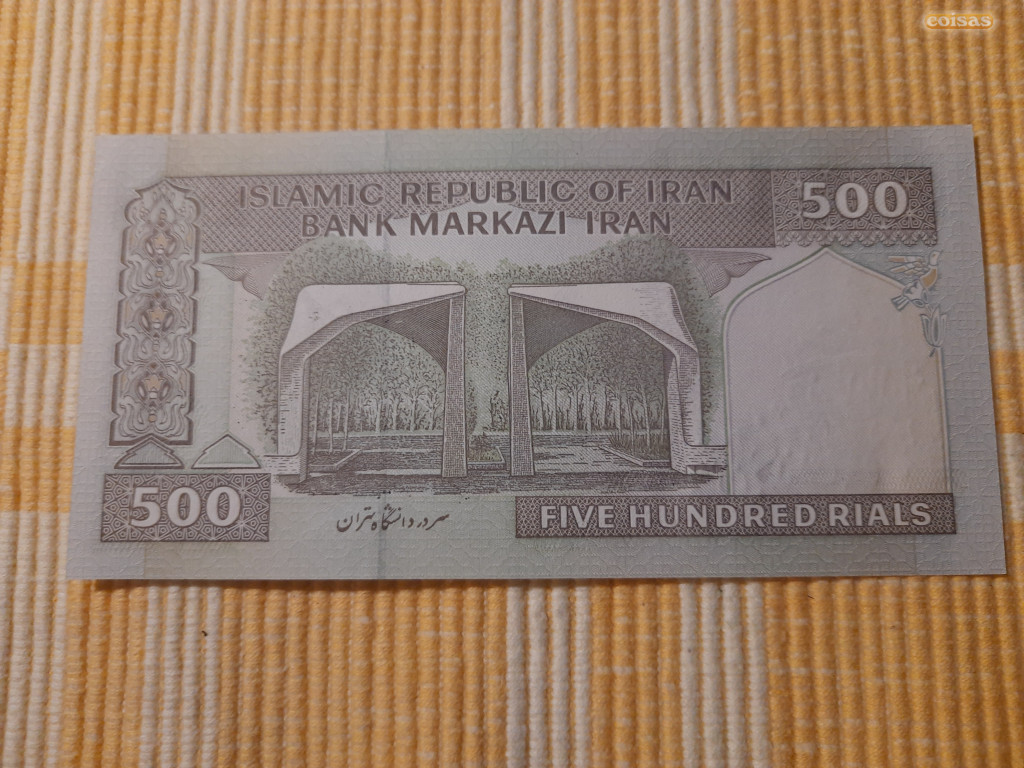 coisas
ISLAMIC REPUBLIC OF IRAN
BANK MARKAZI IRAN
500
500
سردر دانشگاه تهران
FIVE HUNDRED RIALS